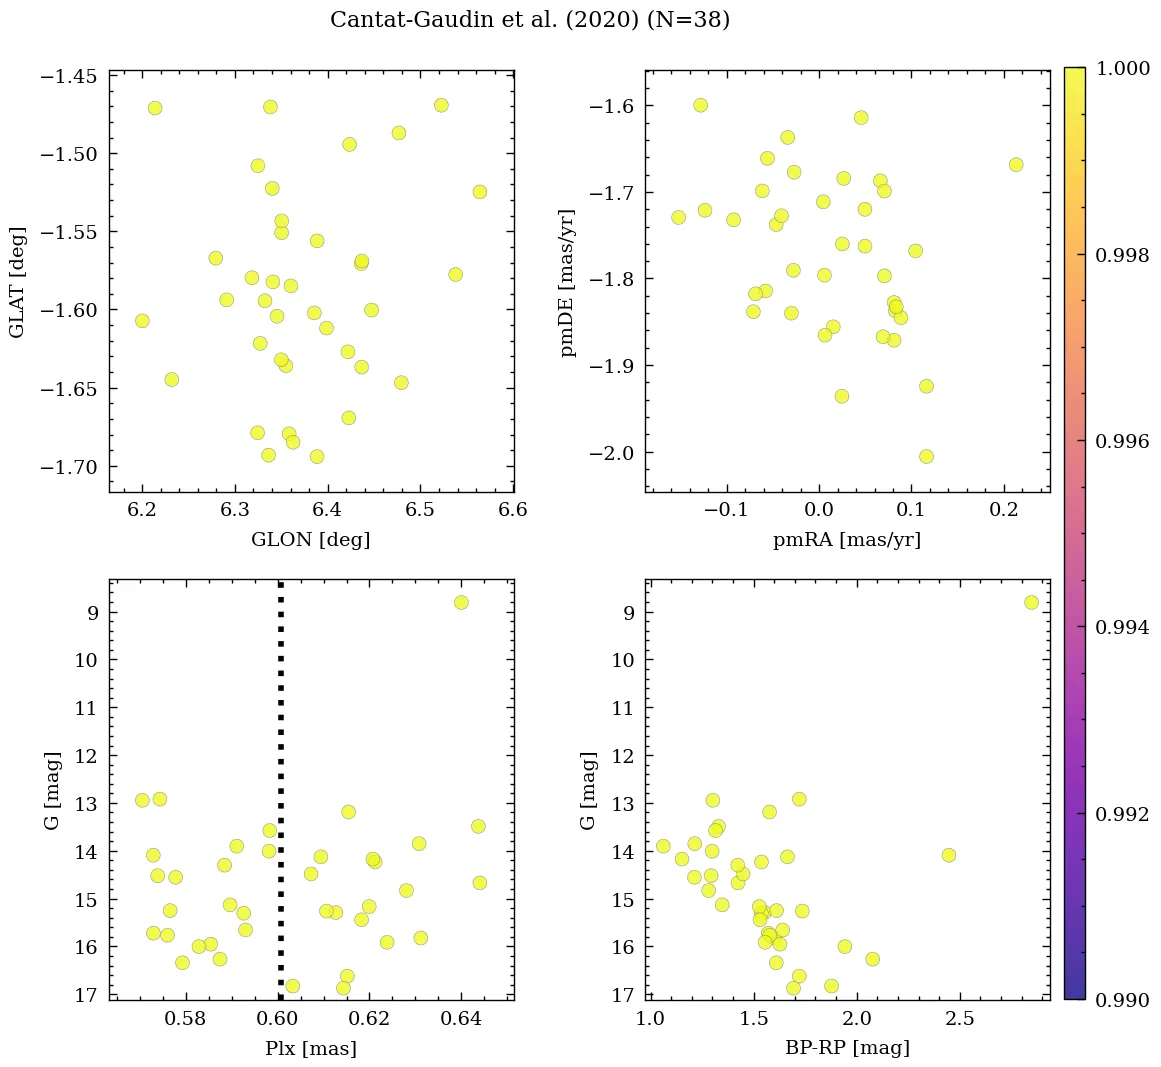 Cantat-Gaudin et al. (2020) (N=38)
−1.45
−1.50
−1.55
−1.60
−1.65
−1.70
GLAT [deg]
6.2 6.3 6.4 6.5 6.6
GLON [deg]
−1.6
−1.7
−1.8
−1.9
−2.0
pmDE [mas/yr]
−0.1 0.0 0.1 0.2
pmRA [mas/yr]
9
10
11
12
13
14
15
16
17
G [mag]
0.58 0.60 0.62 0.64
Plx [mas]
9
10
11
12
13
14
15
16
17
G [mag]
1.0 1.5 2.0 2.5
BP-RP [mag]
1.000
0.998
0.996
0.994
0.992
0.990